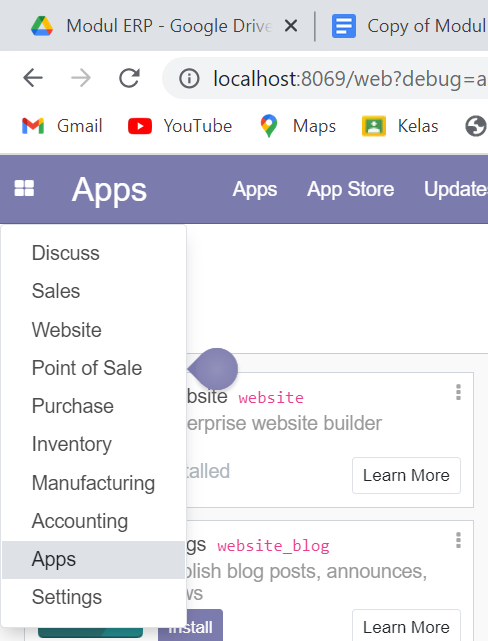 Modul ERP - Google Drive
Copy of Modul
localhost:8069/web?debug=a
Gmail
YouTube
Maps
Kelas
Apps
Apps
App Store
Update
Discuss
Sales
Website
Point of Sale
Purchase
Inventory
Manufacturing
Accounting
Apps
Settings
bsite website
erprise website builder
talled
Learn More
gs website_blog
blish blog posts, announces,
ws
Install
Learn More